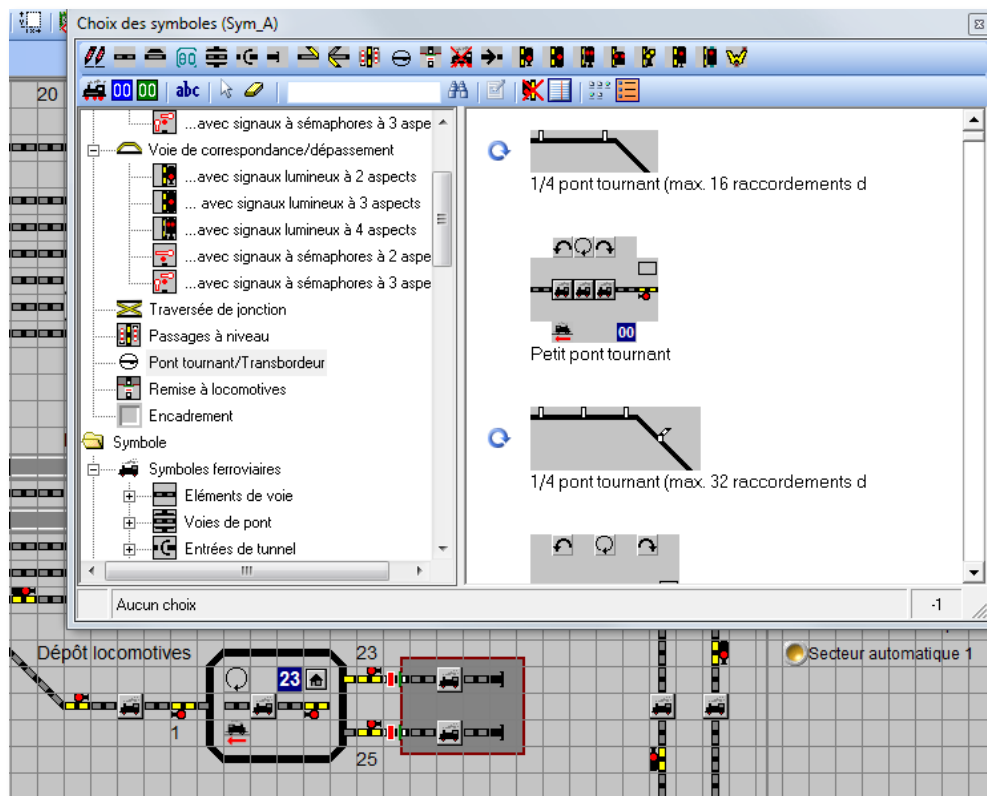 Choix des symboles (Sym_A)
80
00 00 abc
20
...avec signaux à sémaphores à 3 aspe
Voie de correspondance/dépassement
...avec signaux lumineux à 2 aspects
... avec signaux lumineux à 3 aspects
...avec signaux lumineux à 4 aspects
...avec signaux à sémaphores à 2 aspe
...avec signaux à sémaphores à 3 aspe
Traversée de jonction
Passages à niveau
Pont tournant/Transbordeur
Remise à locomotives
Encadrement
Symbole
Symboles ferroviaires
Eléments de voie
Voies de pont
Entrées de tunnel
1/4 pont tournant (max. 16 raccordements d
00
Petit pont tournant
1/4 pont tournant (max. 32 raccordements d
Aucun choix
-1
Dépôt locomotives
23
Secteur automatique 1
23
1
25